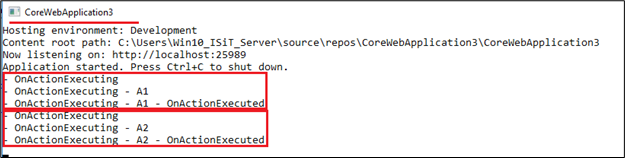 CoreWebApplication3
Hosting environment: Development
Content root path: C:\Users\Win10_ISiT_Server\source\repos\CoreWebApplication3\CoreWebApplication3
Now listening on: http://localhost:25989
Application started. Press Ctrl+C to shut down.
- OnActionExecuting
- OnActionExecuting - A1
- OnActionExecuting - A1 - OnActionExecuted
- OnActionExecuting
- OnActionExecuting - A2
- OnActionExecuting - A2 - OnActionExecuted